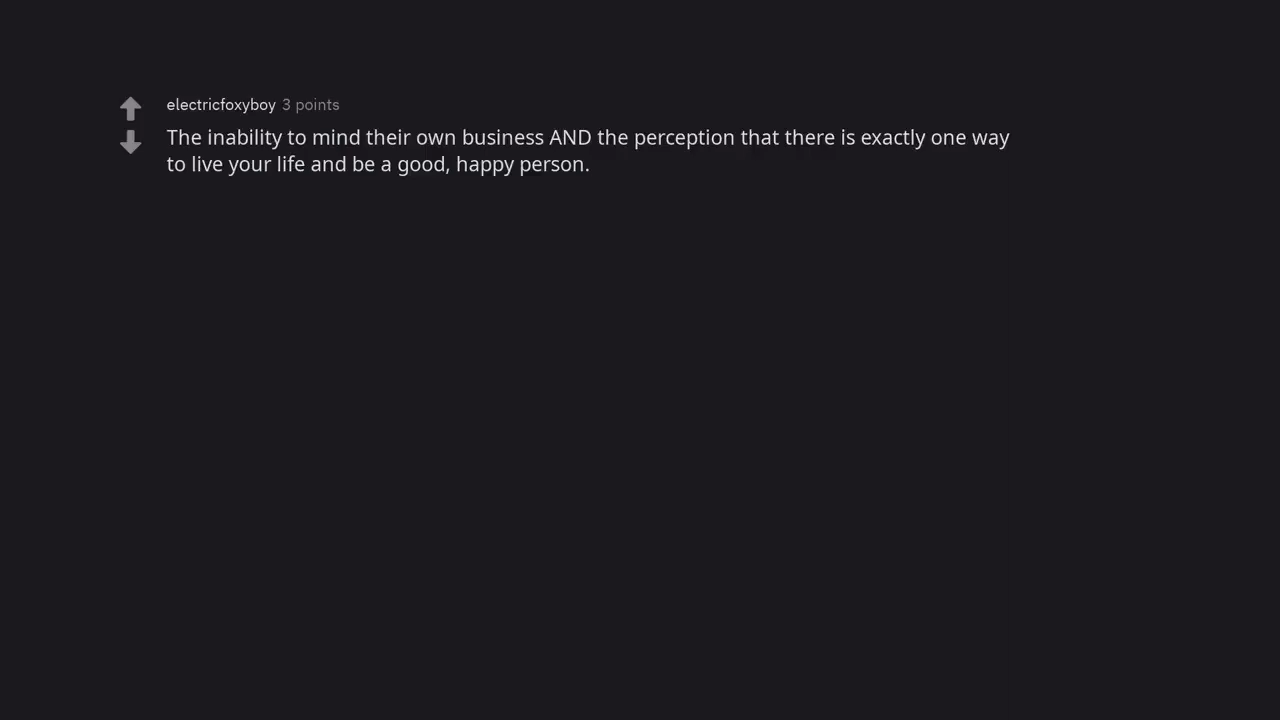 electricfoxyboy 3 points
The inability to mind their own business AND the perception that there is exactly one way
to live your life and be a good, happy person.